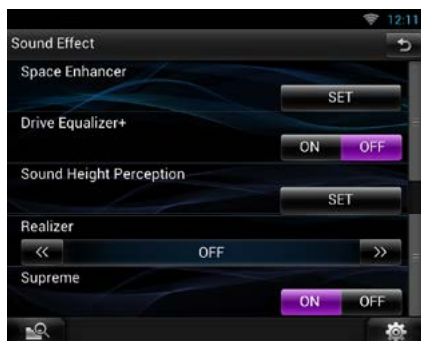 12:11
Sound Effect
Space Enhancer
SET
Drive Equalizer+
ON OFF
Sound Height Perception
SET
Realizer
<< OFF >>
Supreme
ON OFF